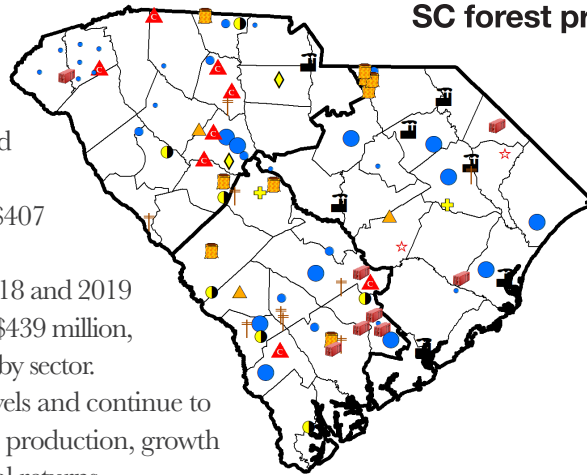 SC forest pr
d
$407
18 and 2019
$439 million,
by sector.
vels and continue to
production, growth
C
C
C
C
C
C
C
C